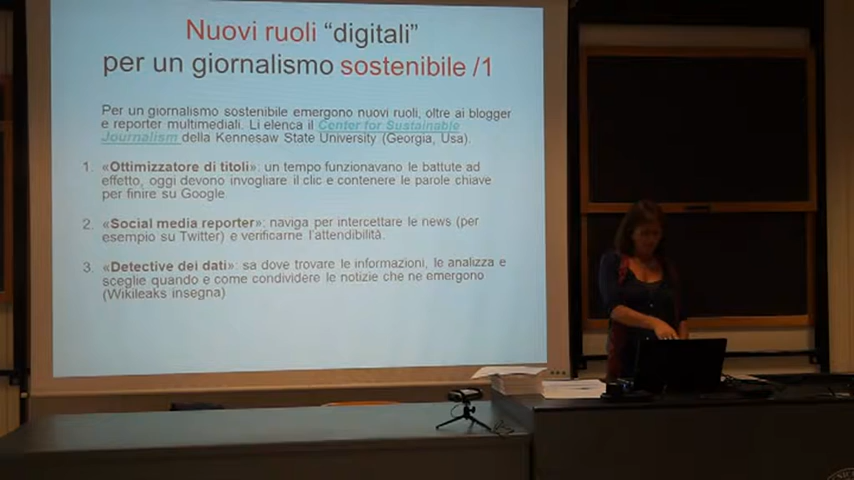 Nuovi ruoli “digitali”
per un giornalismo sostenibile /1
Per un giornalismo sostenibile emergono nuovi ruoli, oltre ai blogger
e reporter multimediali. Li elenca il Center for Sustainable
Journalism della Kennesaw State University (Georgia, Usa).
1. «Ottimizzatore di titoli»: un tempo funzionavano le battute ad
effetto, oggi devono invogliare il clic e contenere le parole chiave
per finire su Google
2. «Social media reporter»: naviga per intercettare le news (per
esempio su Twitter) e verificarne l’attendibilità.
3. «Detective dei dati»: sa dove trovare le informazioni, le analizza e
sceglie quando e come condividere le notizie che ne emergono
(Wikileaks insegna)